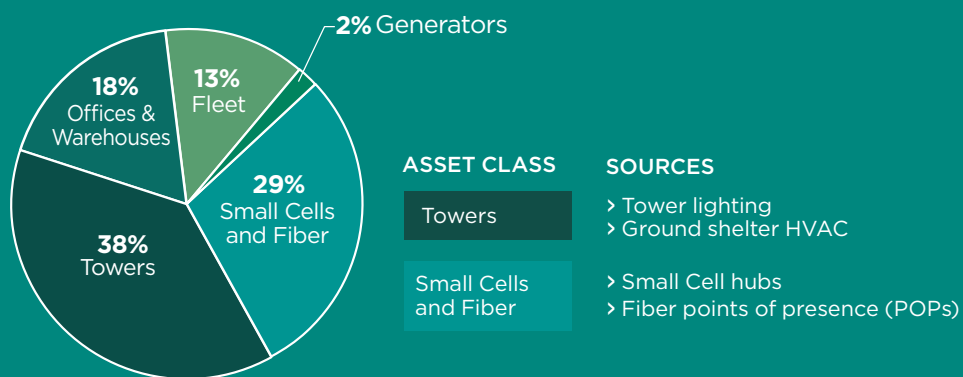 2% Generators
13%
Fleet
18%
Offices &
Warehouses
29%
Small Cells
and Fiber
38%
Towers
ASSET CLASS
SOURCES
Towers
> Tower lighting
> Ground shelter HVAC
Small Cells
and Fiber
> Small Cell hubs
> Fiber points of presence (POPs)